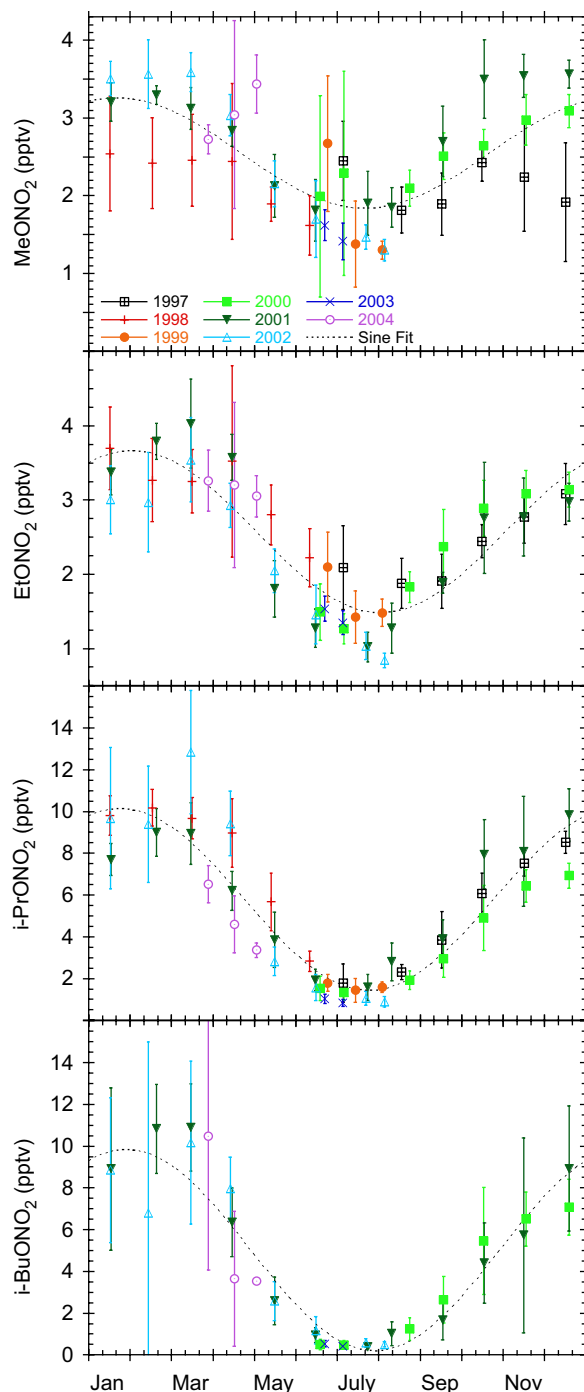 4
3
2
1
MeONO2 (pptv)
1997 2000 2003
1998 2001 2004
1999 2002 Sine Fit
4
3
2
1
EtONO2 (pptv)
14
12
10
8
6
4
2
i-PrONO2 (pptv)
14
12
10
8
6
4
2
0
i-BuONO2 (pptv)
Jan Mar May July Sep Nov